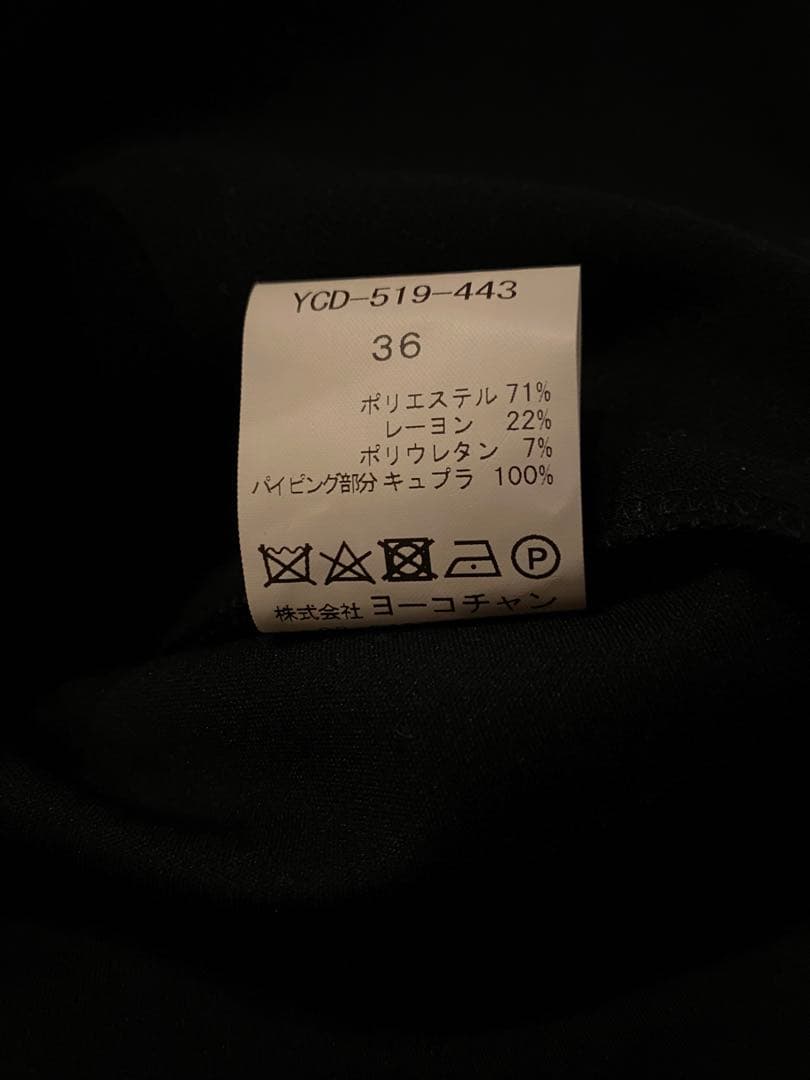 YCD-519-443
36
ポリエステル 71%
レーヨン 22%
ポリウレタン 7%
パイピング部分 キュプラ 100%
P
株式会社 ヨーコチャン